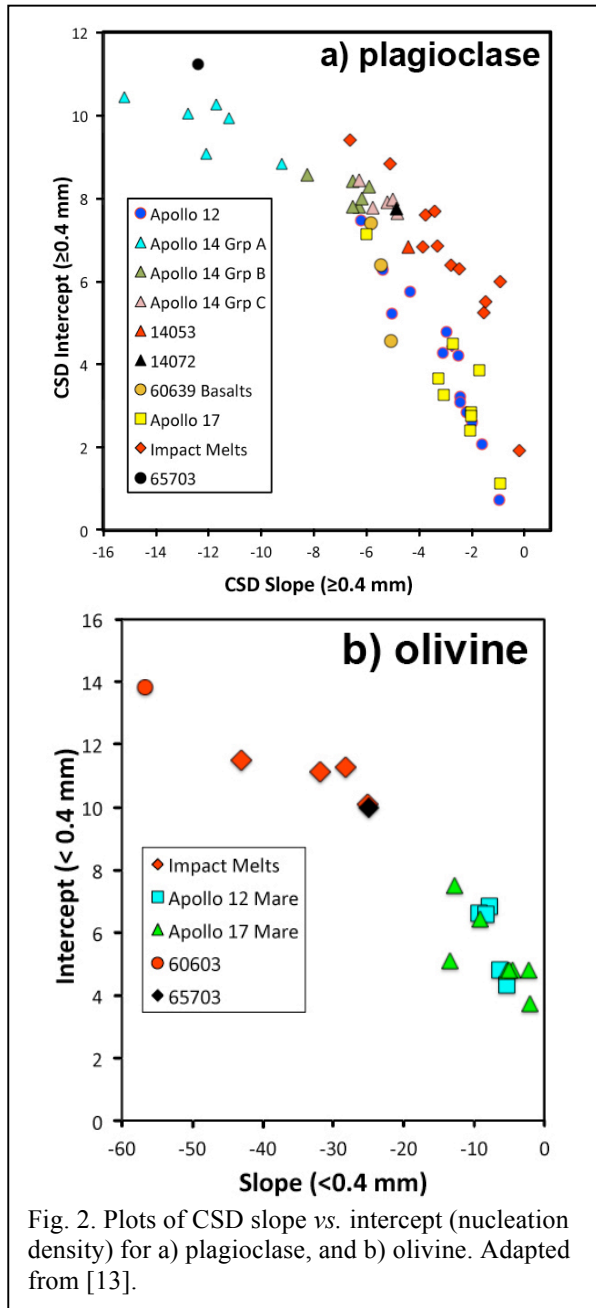 a) plagioclase
CSD Intercept (≥0.4 mm)
12
10
8
6
4
2
0
Apollo 12
Apollo 14 Grp A
Apollo 14 Grp B
Apollo 14 Grp C
14053
14072
60639 Basalts
Apollo 17
Impact Melts
65703
-16 -14 -12 -10 -8 -6 -4 -2 0
CSD Slope (≥0.4 mm)
b) olivine
Intercept (< 0.4 mm)
16
14
12
10
8
6
4
2
0
Impact Melts
Apollo 12 Mare
Apollo 17 Mare
60603
65703
-60 -50 -40 -30 -20 -10 0
Slope (<0.4 mm)
Fig. 2. Plots of CSD slope vs. intercept (nucleation
density) for a) plagioclase, and b) olivine. Adapted
from [13].